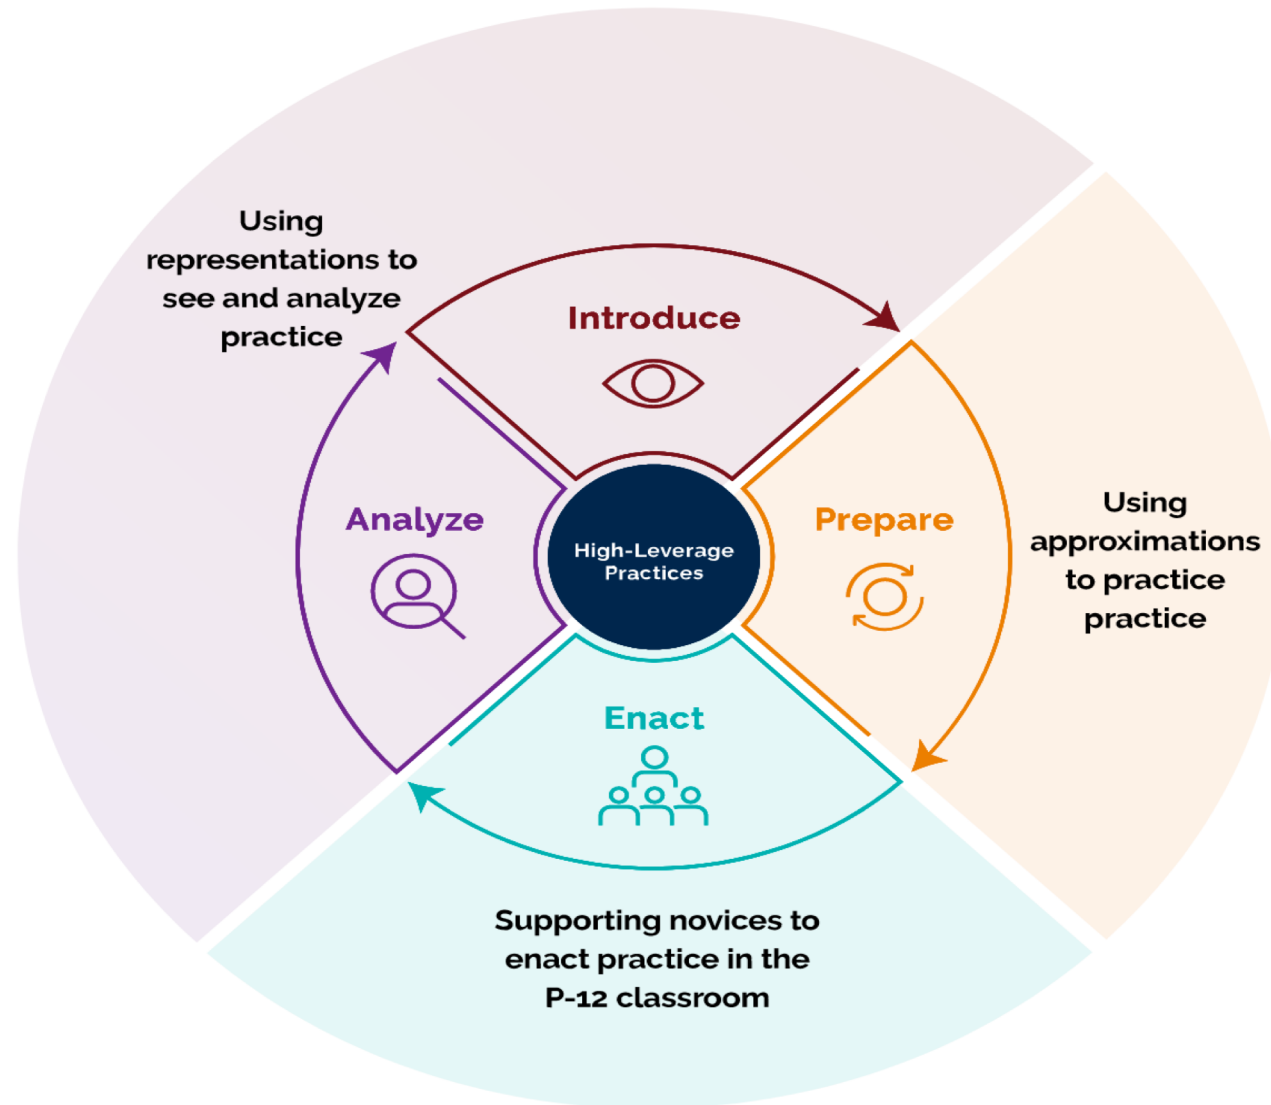 Using
representations to
see and analyze
practice
Introduce
Analyze
High-Leverage
Practices
Prepare
Using
approximations
to practice
practice
Enact
Supporting novices to
enact practice in the
P-12 classroom